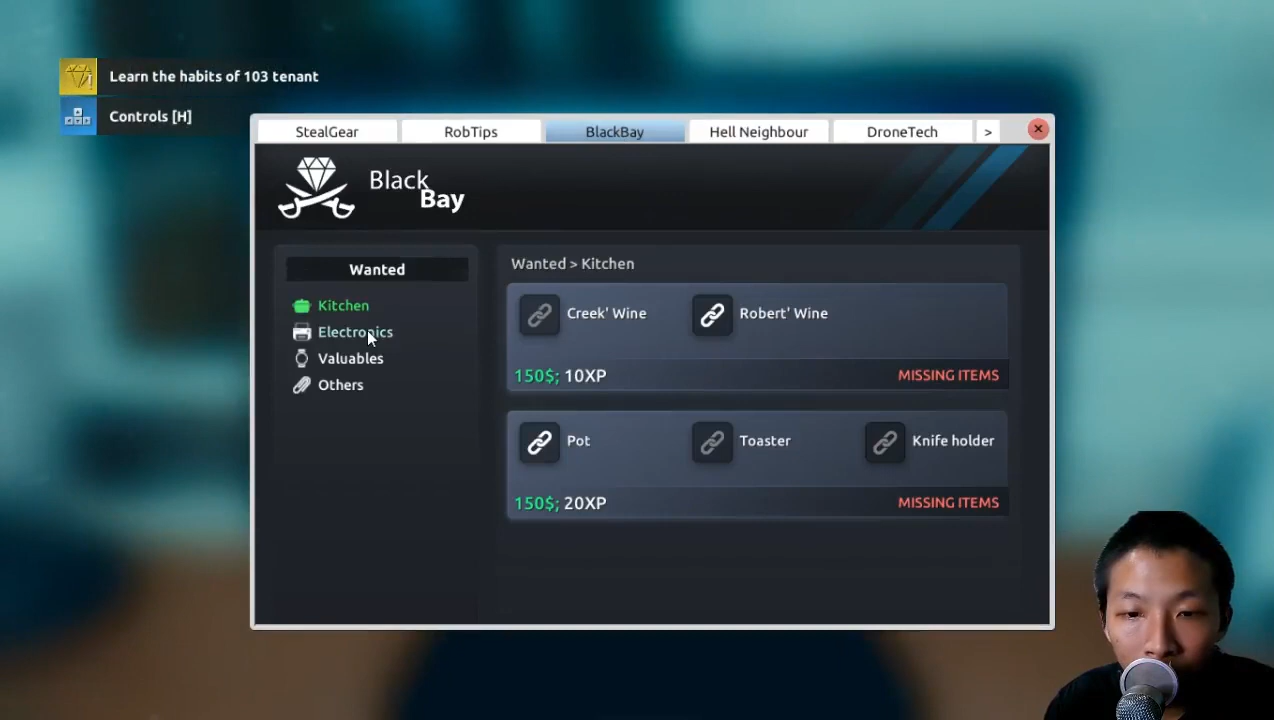 Learn the habits of 103 tenant
Controls [H]
StealGear
RobTips
BlackBay
Hell Neighbour
DroneTech
>
Black
Bay
Wanted
Kitchen
Electronics
Valuables
Others
Wanted > Kitchen
Creek' Wine
Robert' Wine
150$; 10XP
MISSING ITEMS
Pot
Toaster
Knife holder
150$; 20XP
MISSING ITEMS